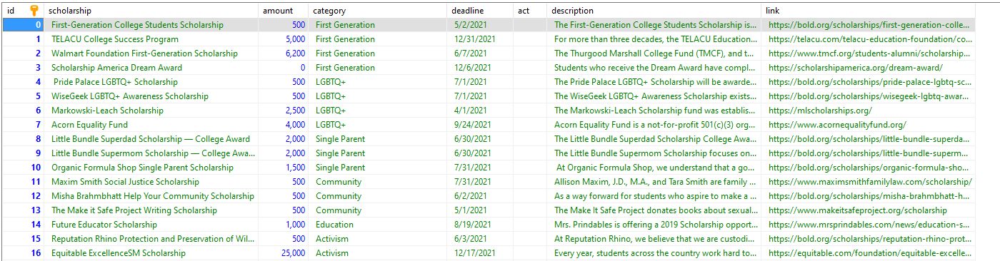 id scholarship amount category deadline act description link
0 First-Generation College Students Scholarship 500 First Generation 5/2/2021 The First-Generation College Students Scholarship is... https://bold.org/scholarships/first-generation-colle...
1 TELACU College Success Program 5,000 First Generation 12/31/2021 For more than three decades, the TELACU Education... https://telacu.com/telacu-education-foundation/co...
2 Walmart Foundation First-Generation Scholarship 6,200 First Generation 6/7/2021 The Thurgood Marshall College Fund (TMCF), and t... https://www.tmcf.org/students-alumni/scholarship...
3 Scholarship America Dream Award 0 First Generation 12/6/2021 Students who receive the Dream Award have compl... https://scholarshipamerica.org/dream-award/
4 Pride Palace LGBTQ+ Scholarship 500 LGBTQ+ 7/1/2021 The Pride Palace LGBTQ+ Scholarship will be awarde... https://bold.org/scholarships/pride-palace-lgbtq-sc...
5 WiseGeek LGBTQ+ Awareness Scholarship 500 LGBTQ+ 7/1/2021 The WiseGeek LGBTQ+ Awareness Scholarship exists... https://bold.org/scholarships/wisegeek-lgbtq-awar...
6 Markowski-Leach Scholarship 2,500 LGBTQ+ 4/1/2021 The Markowski-Leach Scholarship fund was establis... https://mlscholarships.org/
7 Acorn Equality Fund 4,000 LGBTQ+ 9/24/2021 Acorn Equality Fund is a not-for-profit 501(c)(3) org... https://www.acornequalityfund.org/
8 Little Bundle Superdad Scholarship — College Award 2,000 Single Parent 6/30/2021 The Little Bundle Superdad Scholarship College Awa... https://bold.org/scholarships/little-bundle-superda...
9 Little Bundle Supermom Scholarship — College Awa... 2,000 Single Parent 6/30/2021 The Little Bundle Supermom Scholarship focuses on... https://bold.org/scholarships/little-bundle-superm...
10 Organic Formula Shop Single Parent Scholarship 1,500 Single Parent 7/31/2021 At Organic Formula Shop, we understand that a go... https://bold.org/scholarships/organic-formula-sho...
11 Maxim Smith Social Justice Scholarship 500 Community 7/31/2021 Allison Maxim, J.D., M.A., and Tara Smith are family ... https://www.maximsmithfamilylaw.com/scholarship/
12 Misha Brahmbhatt Help Your Community Scholarship 500 Community 6/2/2021 As a way forward for students who aspire to make a ... https://bold.org/scholarships/misha-brahmbhatt-h...
13 The Make it Safe Project Writing Scholarship 500 Community 5/1/2021 The Make It Safe Project donates books about sexual... https://www.makeitsafeproject.org/scholarship
14 Future Educator Scholarship 1,000 Education 8/19/2021 Mrs. Prindables is offering a 2019 Scholarship opport... https://www.mrsprindables.com/news/education-s...
15 Reputation Rhino Protection and Preservation of Wil... 500 Activism 6/3/2021 At Reputation Rhino, we believe that we are custodi... https://bold.org/scholarships/reputation-rhino-prot...
16 Equitable ExcellenceSM Scholarship 25,000 Activism 12/17/2021 Every year, students across the country work hard to... https://equitable.com/foundation/equitable-excelle...